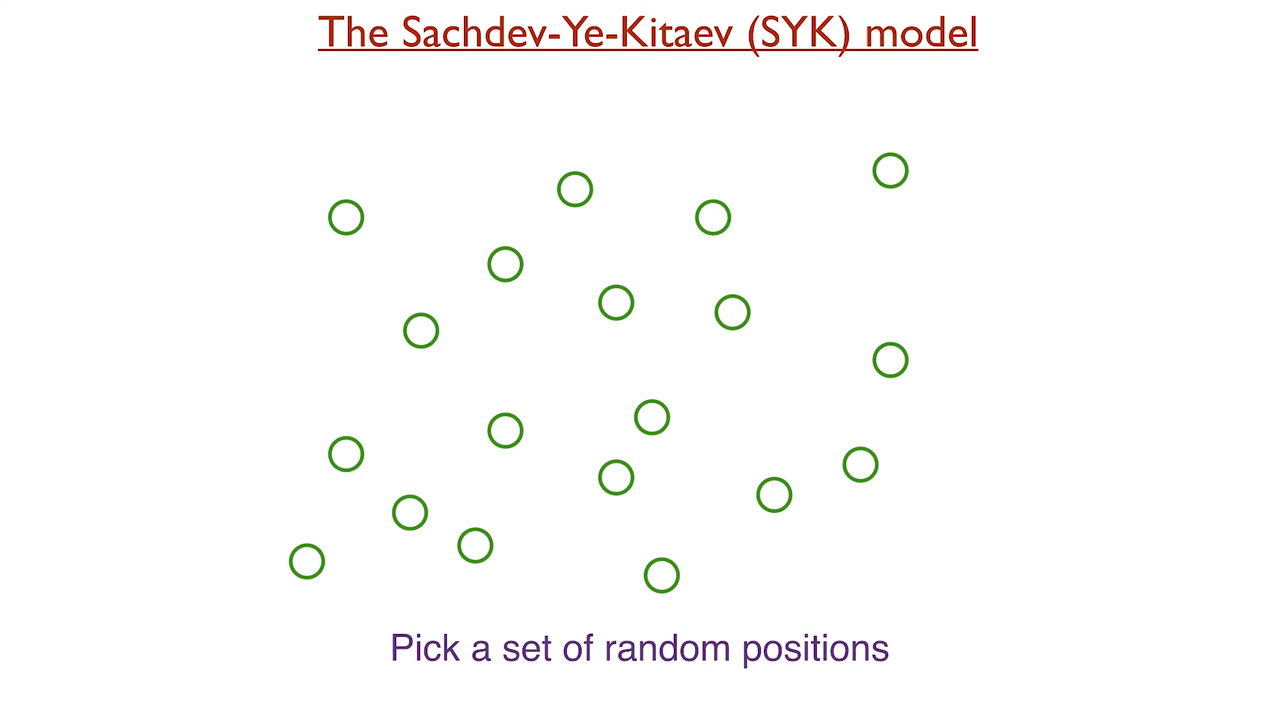 The Sachdev-Ye-Kitaev (SYK) model
Pick a set of random positions